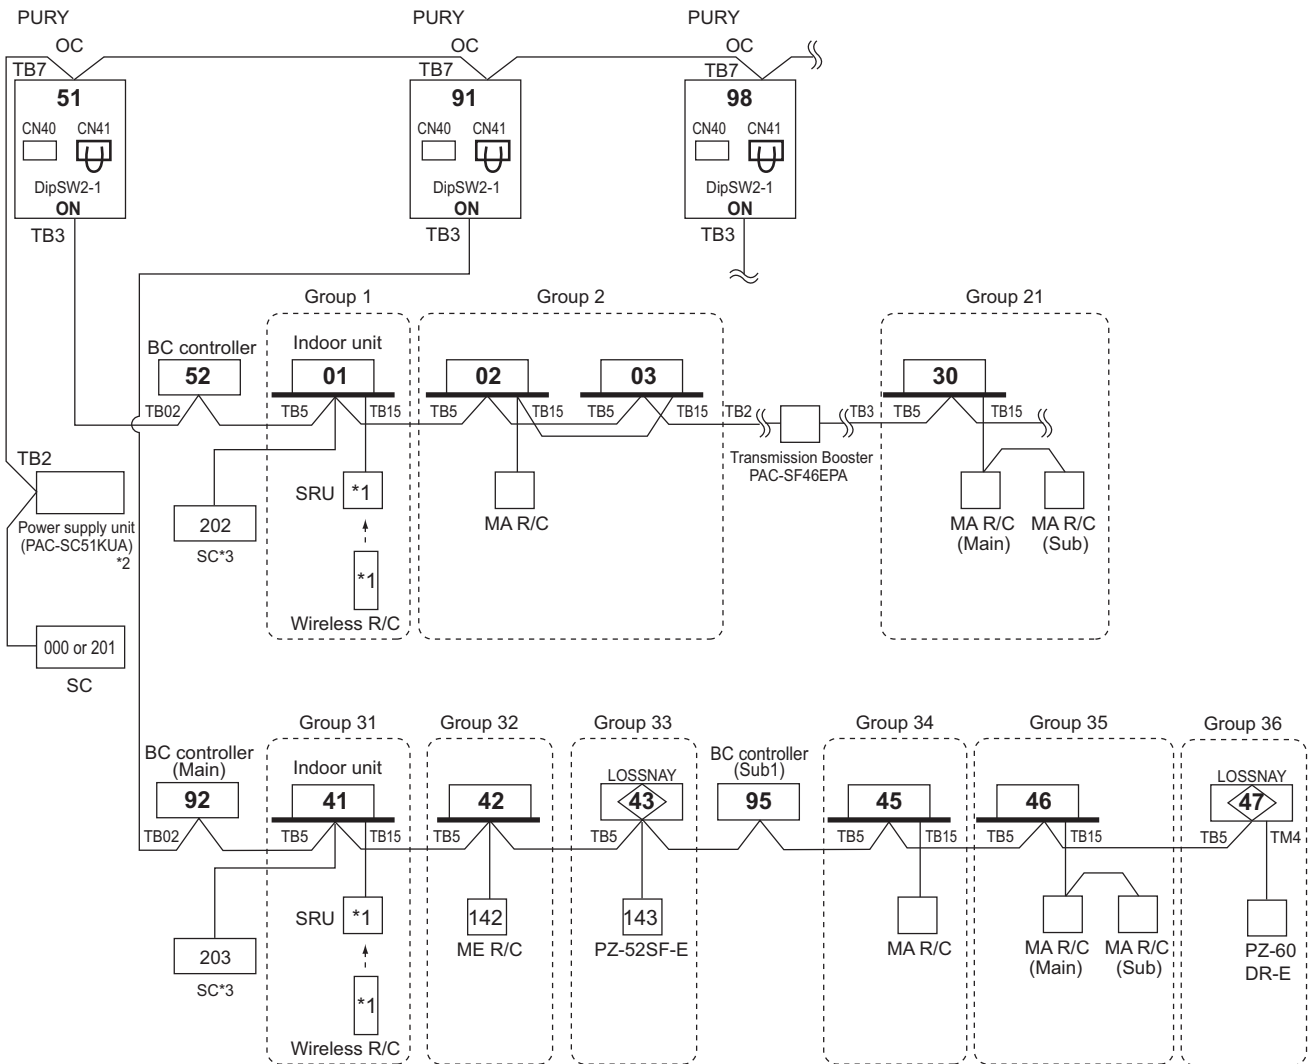 PURY PURY PURY
OC OC OC
TB7 TB7 TB7
51 91 98
CN40 CN41 CN40 CN41 CN40 CN41
DipSW2-1 DipSW2-1 DipSW2-1
ON ON ON
TB3 TB3 TB3
Group 1 Group 2 Group 21
BC controller Indoor unit
52 01 02 03 30
TB02 TB5 TB15 TB5 TB15 TB5 TB15 TB2 TB3 TB5 TB15
TB2
Transmission Booster
PAC-SF46EPA
SRU *1
MA R/C
MA R/C
(Main)
MA R/C
(Sub)
Power supply unit
(PAC-SC51KUA)
*2
202
SC*3
*1
Wireless R/C
000 or 201
SC
Group 31 Group 32 Group 33 Group 34 Group 35 Group 36
BC controller
(Main)
Indoor unit
LOSSNAY
BC controller
(Sub1)
LOSSNAY
92 41 42 43 95 45 46 47
TB02 TB5 TB15 TB5 TB5 TB5 TB15 TB5 TB15 TB5 TM4
SRU *1
142
ME R/C
143
PZ-52SF-E
MA R/C
MA R/C
(Main)
MA R/C
(Sub)
PZ-60
DR-E
203
SC*3
*1
Wireless R/C